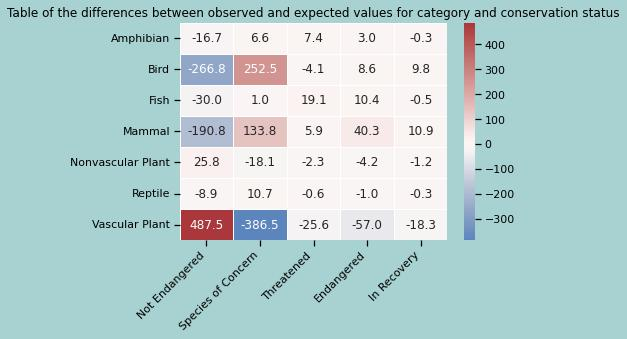 Table of the differences between observed and expected values for category and conservation status
Amphibian -16.7 6.6 7.4 3.0 -0.3
Bird -266.8 252.5 -4.1 8.6 9.8
Fish -30.0 1.0 19.1 10.4 -0.5
Mammal -190.8 133.8 5.9 40.3 10.9
Nonvascular Plant 25.8 -18.1 -2.3 -4.2 -1.2
Reptile -8.9 10.7 -0.6 -1.0 -0.3
Vascular Plant 487.5 -386.5 -25.6 -57.0 -18.3
Not Endangered
Species of Concern
Threatened
Endangered
In Recovery
400
300
200
100
0
−100
−200
−300